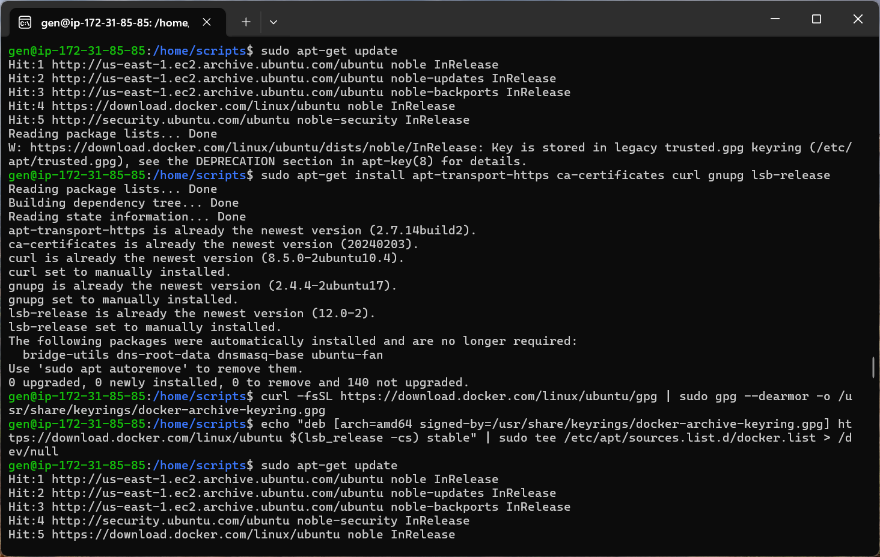 gen@ip-172-31-85-85: /home,
gen@ip-172-31-85-85:/home/scripts$ sudo apt-get update
Hit:1 http://us-east-1.ec2.archive.ubuntu.com/ubuntu noble InRelease
Hit:2 http://us-east-1.ec2.archive.ubuntu.com/ubuntu noble-updates InRelease
Hit:3 http://us-east-1.ec2.archive.ubuntu.com/ubuntu noble-backports InRelease
Hit:4 https://download.docker.com/linux/ubuntu noble InRelease
Hit:5 http://security.ubuntu.com/ubuntu noble-security InRelease
Reading package lists... Done
W: https://download.docker.com/linux/ubuntu/dists/noble/InRelease: Key is stored in legacy trusted.gpg keyring (/etc/
apt/trusted.gpg), see the DEPRECATION section in apt-key(8) for details.
gen@ip-172-31-85-85:/home/scripts$ sudo apt-get install apt-transport-https ca-certificates curl gnupg lsb-release
Reading package lists... Done
Building dependency tree... Done
Reading state information... Done
apt-transport-https is already the newest version (2.7.14build2).
ca-certificates is already the newest version (20240203).
curl is already the newest version (8.5.0-2ubuntu10.4).
curl set to manually installed.
gnupg is already the newest version (2.4.4-2ubuntu17).
gnupg set to manually installed.
lsb-release is already the newest version (12.0-2).
lsb-release set to manually installed.
The following packages were automatically installed and are no longer required:
  bridge-utils dns-root-data dnsmasq-base ubuntu-fan
Use 'sudo apt autoremove' to remove them.
0 upgraded, 0 newly installed, 0 to remove and 140 not upgraded.
gen@ip-172-31-85-85:/home/scripts$ curl -fsSL https://download.docker.com/linux/ubuntu/gpg | sudo gpg --dearmor -o /u
sr/share/keyrings/docker-archive-keyring.gpg
gen@ip-172-31-85-85:/home/scripts$ echo "deb [arch=amd64 signed-by=/usr/share/keyrings/docker-archive-keyring.gpg] ht
tps://download.docker.com/linux/ubuntu $(lsb_release -cs) stable" | sudo tee /etc/apt/sources.list.d/docker.list > /d
ev/null
gen@ip-172-31-85-85:/home/scripts$ sudo apt-get update
Hit:1 http://us-east-1.ec2.archive.ubuntu.com/ubuntu noble InRelease
Hit:2 http://us-east-1.ec2.archive.ubuntu.com/ubuntu noble-updates InRelease
Hit:3 http://us-east-1.ec2.archive.ubuntu.com/ubuntu noble-backports InRelease
Hit:4 http://security.ubuntu.com/ubuntu noble-security InRelease
Hit:5 https://download.docker.com/linux/ubuntu noble InRelease